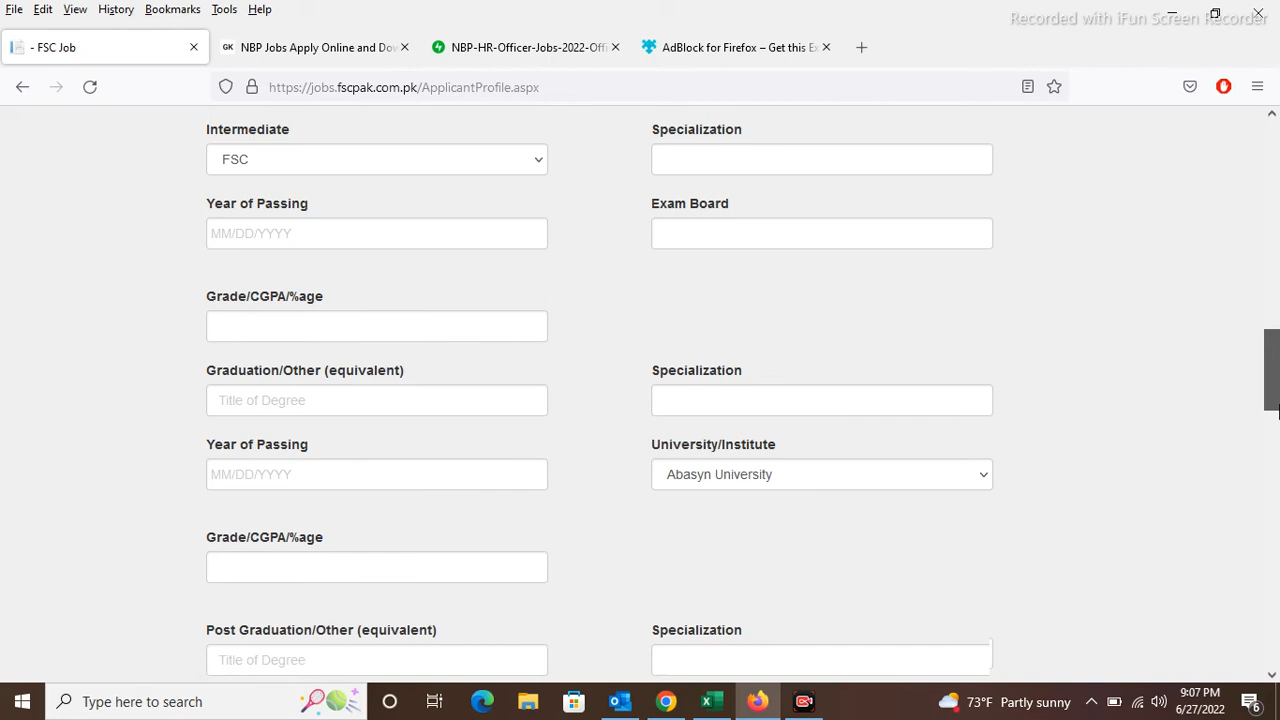 File Edit View History Bookmarks Tools Help
Recorded with iFun Screen Recorder
- FSC Job
NBP Jobs Apply Online and Dov
NBP-HR-Officer-Jobs-2022-Offi
AdBlock for Firefox – Get this Ex
https://jobs.fscpak.com.pk/ApplicantProfile.aspx
Intermediate Specialization
FSC
Year of Passing Exam Board
MM/DD/YYYY
Grade/CGPA/%age
Graduation/Other (equivalent) Specialization
Title of Degree
Year of Passing University/Institute
MM/DD/YYYY Abasyn University
Grade/CGPA/%age
Post Graduation/Other (equivalent) Specialization
Title of Degree
Type here to search
73°F Partly sunny
9:07 PM
6/27/2022
6